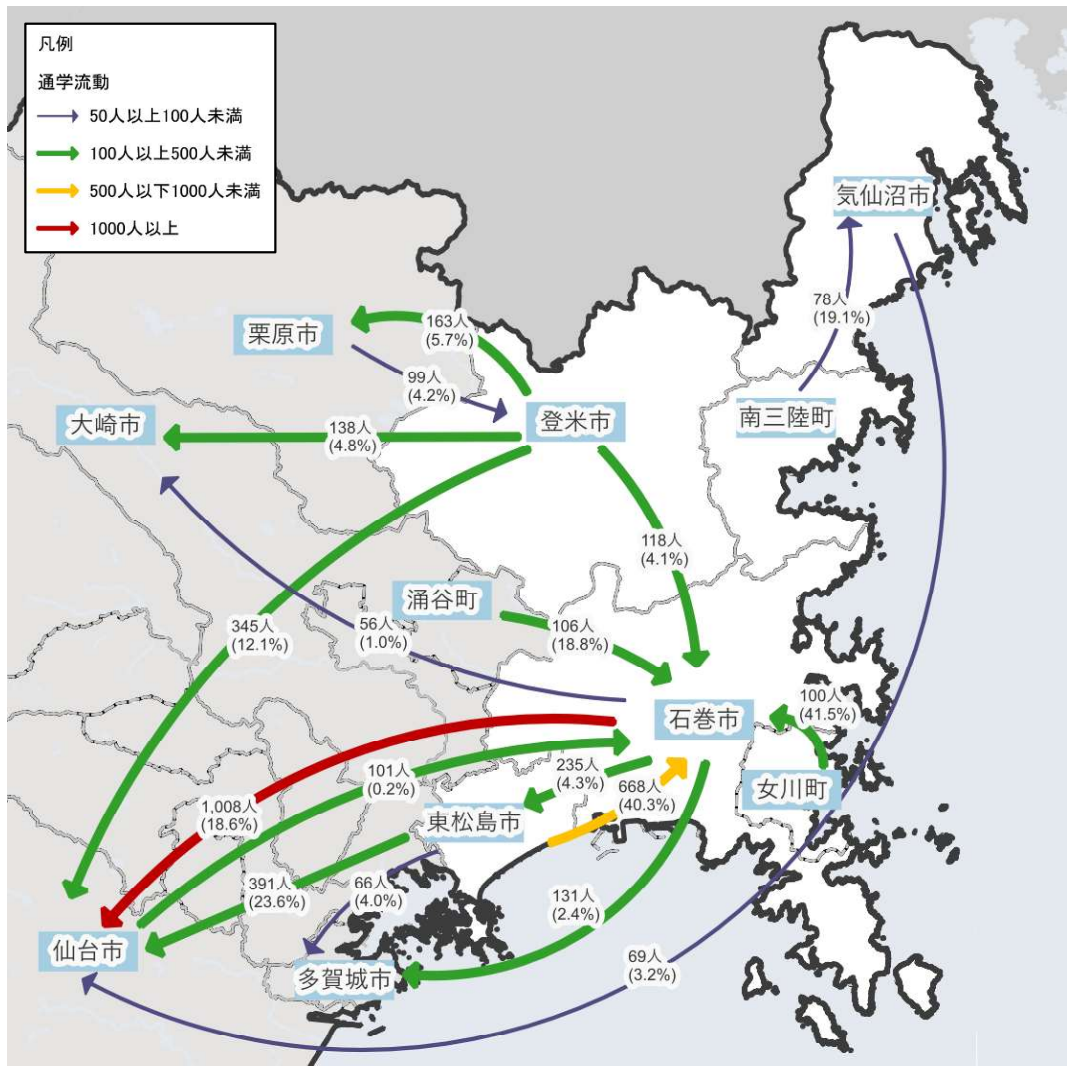 凡例
通学流動
50人以上100人未満
100人以上500人未満
500人以下1000人未満
1000人以上
気仙沼市
78人
(19.1%)
栗原市
163人
(5.7%)
99人
(4.2%)
大崎市
138人
(4.8%)
登米市
南三陸町
118人
(4.1%)
涌谷町
345人
(12.1%)
56人
(1.0%)
106人
(18.8%)
石巻市
100人
(41.5%)
女川町
101人
(0.2%)
235人
(4.3%)
668人
(40.3%)
1,008人
(18.6%)
東松島市
391人
(23.6%)
66人
(4.0%)
131人
(2.4%)
仙台市
多賀城市
69人
(3.2%)